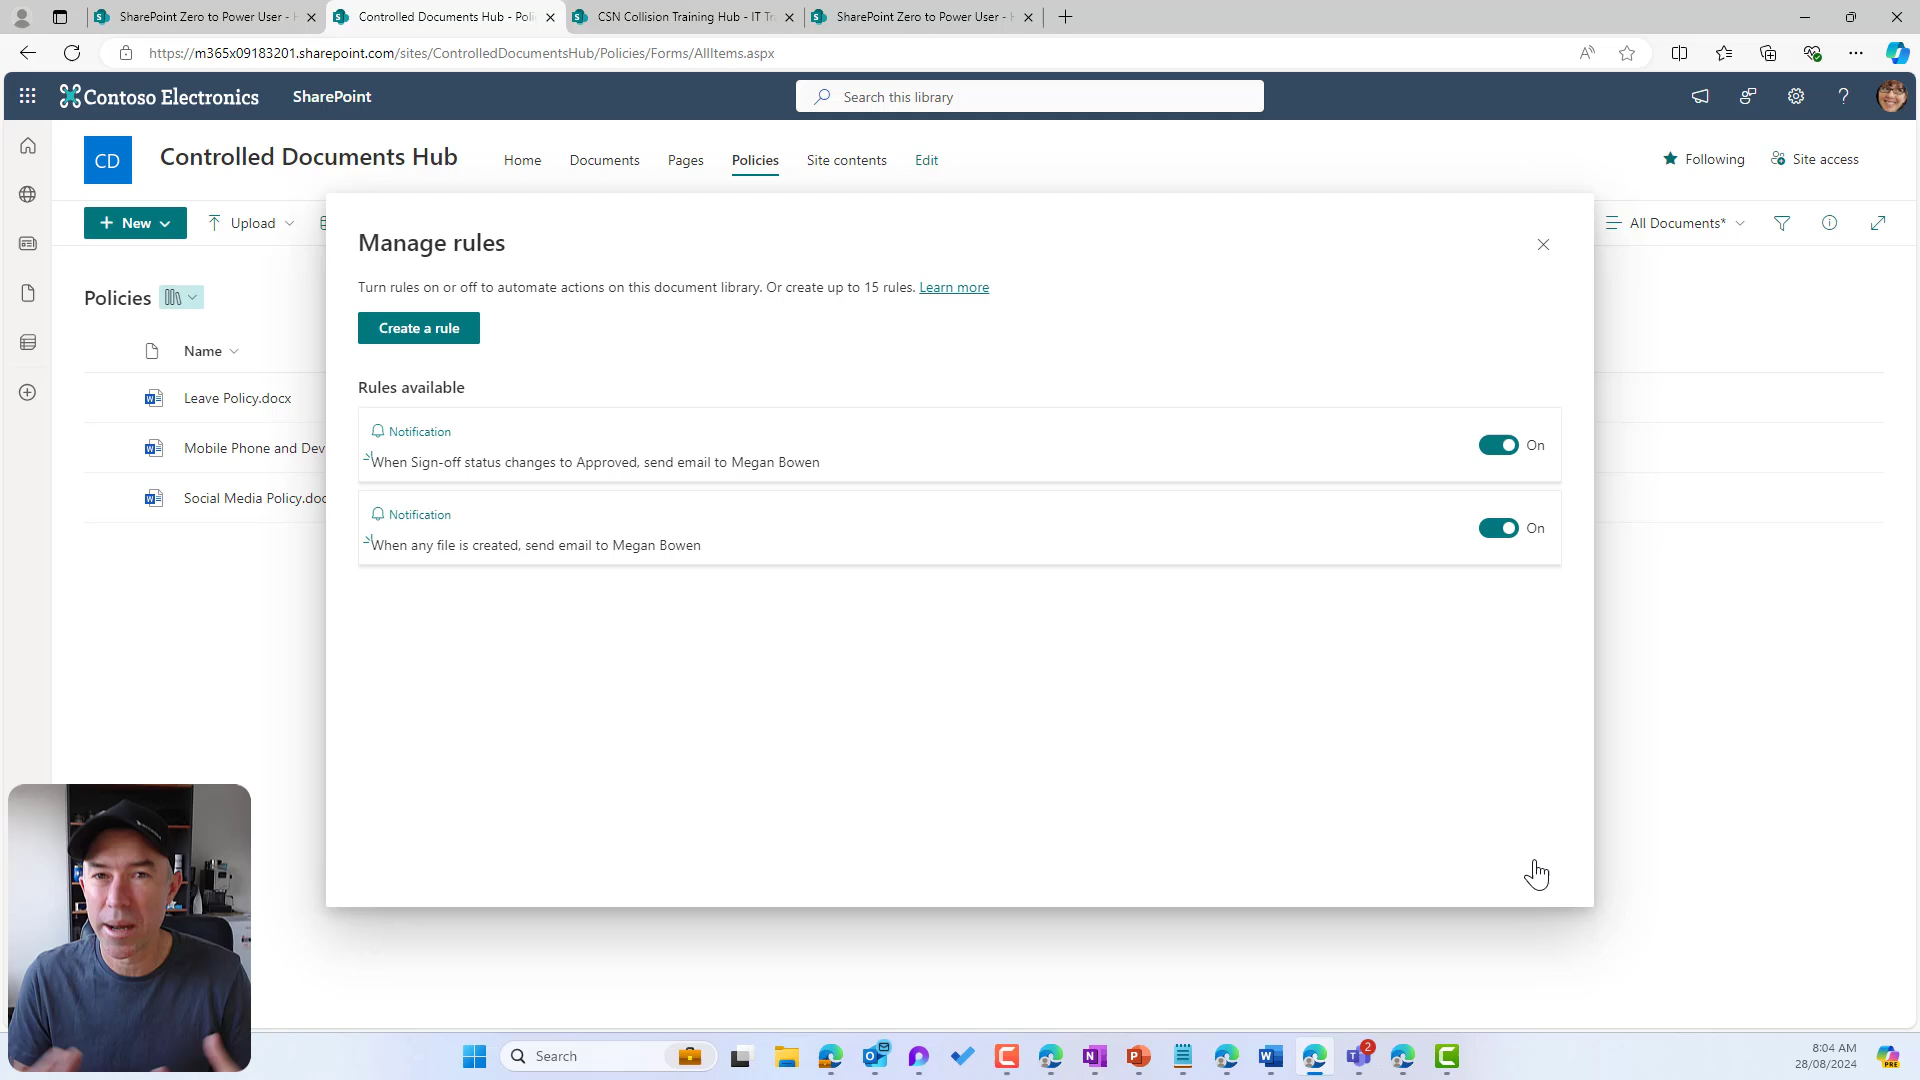 SharePoint Zero to Power User - H
Controlled Documents Hub - Poli
CSN Collision Training Hub - IT Tr
SharePoint Zero to Power User - H
https://m365x09183201.sharepoint.com/sites/ControlledDocumentsHub/Policies/Forms/AllItems.aspx
Contoso Electronics
SharePoint
Search this library
CD
Controlled Documents Hub
Home
Documents
Pages
Policies
Site contents
Edit
Following
Site access
New
Upload
All Documents*
Policies
Name
Leave Policy.docx
Mobile Phone and Dev
Social Media Policy.doc
Manage rules
Turn rules on or off to automate actions on this document library. Or create up to 15 rules. Learn more
Create a rule
Rules available
Notification
When Sign-off status changes to Approved, send email to Megan Bowen
On
Notification
When any file is created, send email to Megan Bowen
On
Search
2
8:04 AM
28/08/2024
PRE